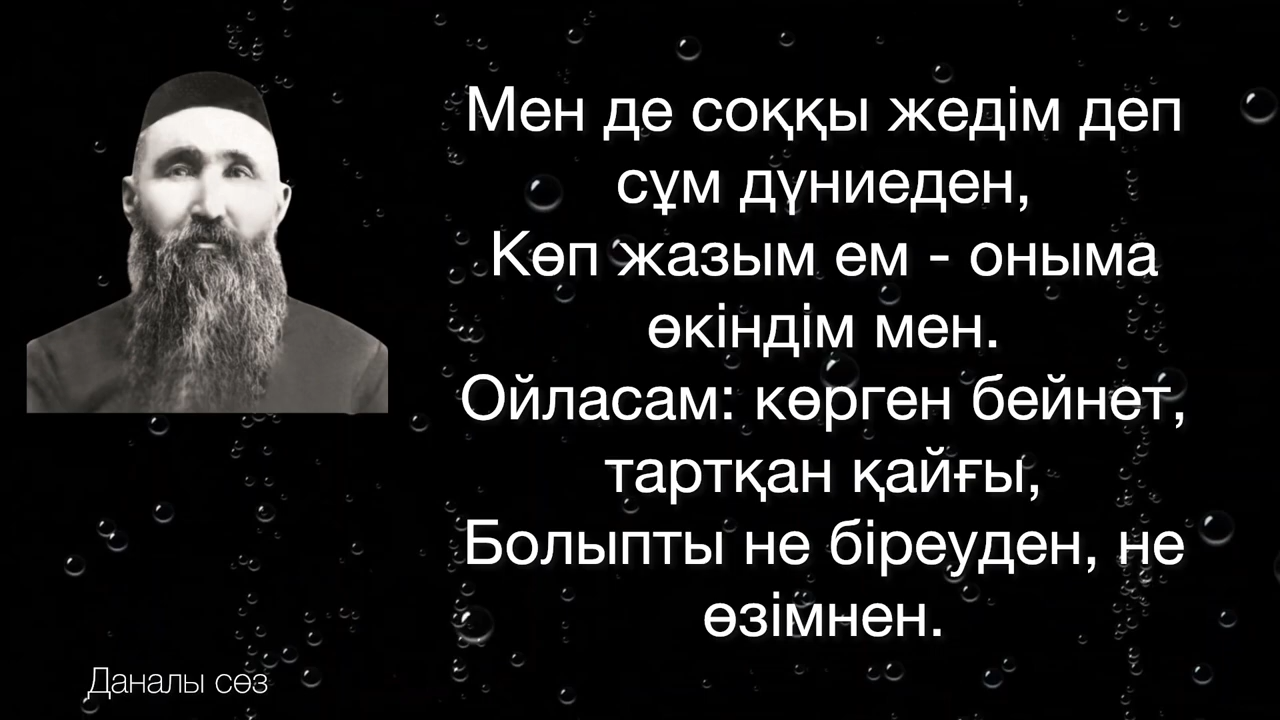 Мен де соққы жедім деп
сұм дүниеден,
Көп жазым ем - оныма
өкіндім мен.
Ойласам: көрген бейнет,
тартқан қайғы,
Болыпты не біреуден, не
өзімнен.
Даналы сөз